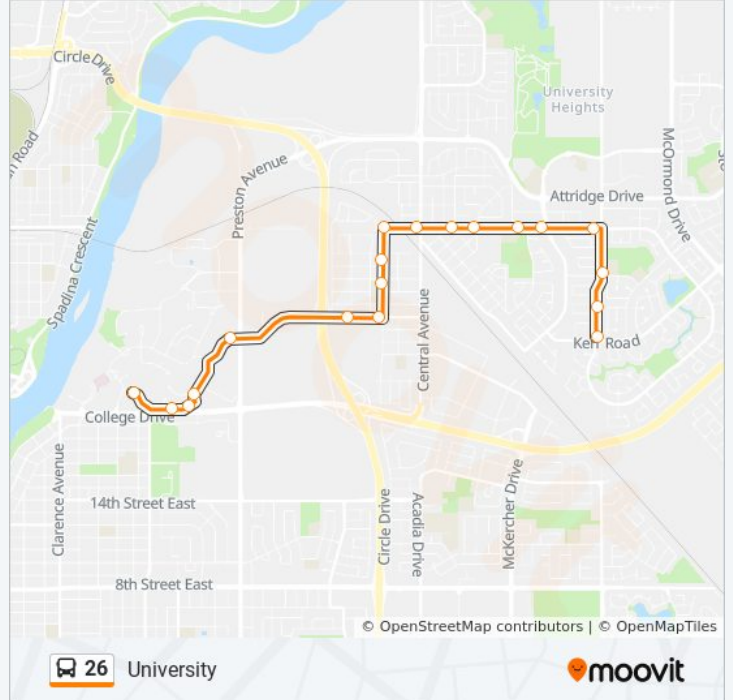 Circle Drive
University
Heights
n Road
Preston Avenue
McOrmond Drive
Attridge Drive
Spadina Crescent
Central Avenue
Kerr Road
College Drive
Clarence Avenue
14th Street East
Circle Drive
Acadia Drive
McKercher Drive
8th Street East
© OpenStreetMap contributors | © OpenMapTiles
26 University
moovit